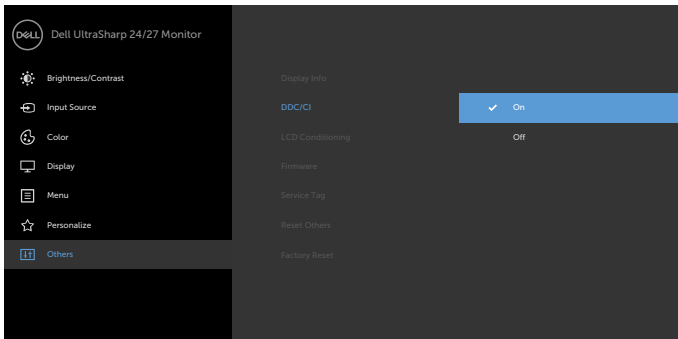 DELL
Dell UltraSharp 24/27 Monitor
Brightness/Contrast
Input Source
Color
Display
Menu
Personalize
Others
Display Info
DDC/CI
LCD Conditioning
Firmware
Service Tag
Reset Others
Factory Reset
On
Off